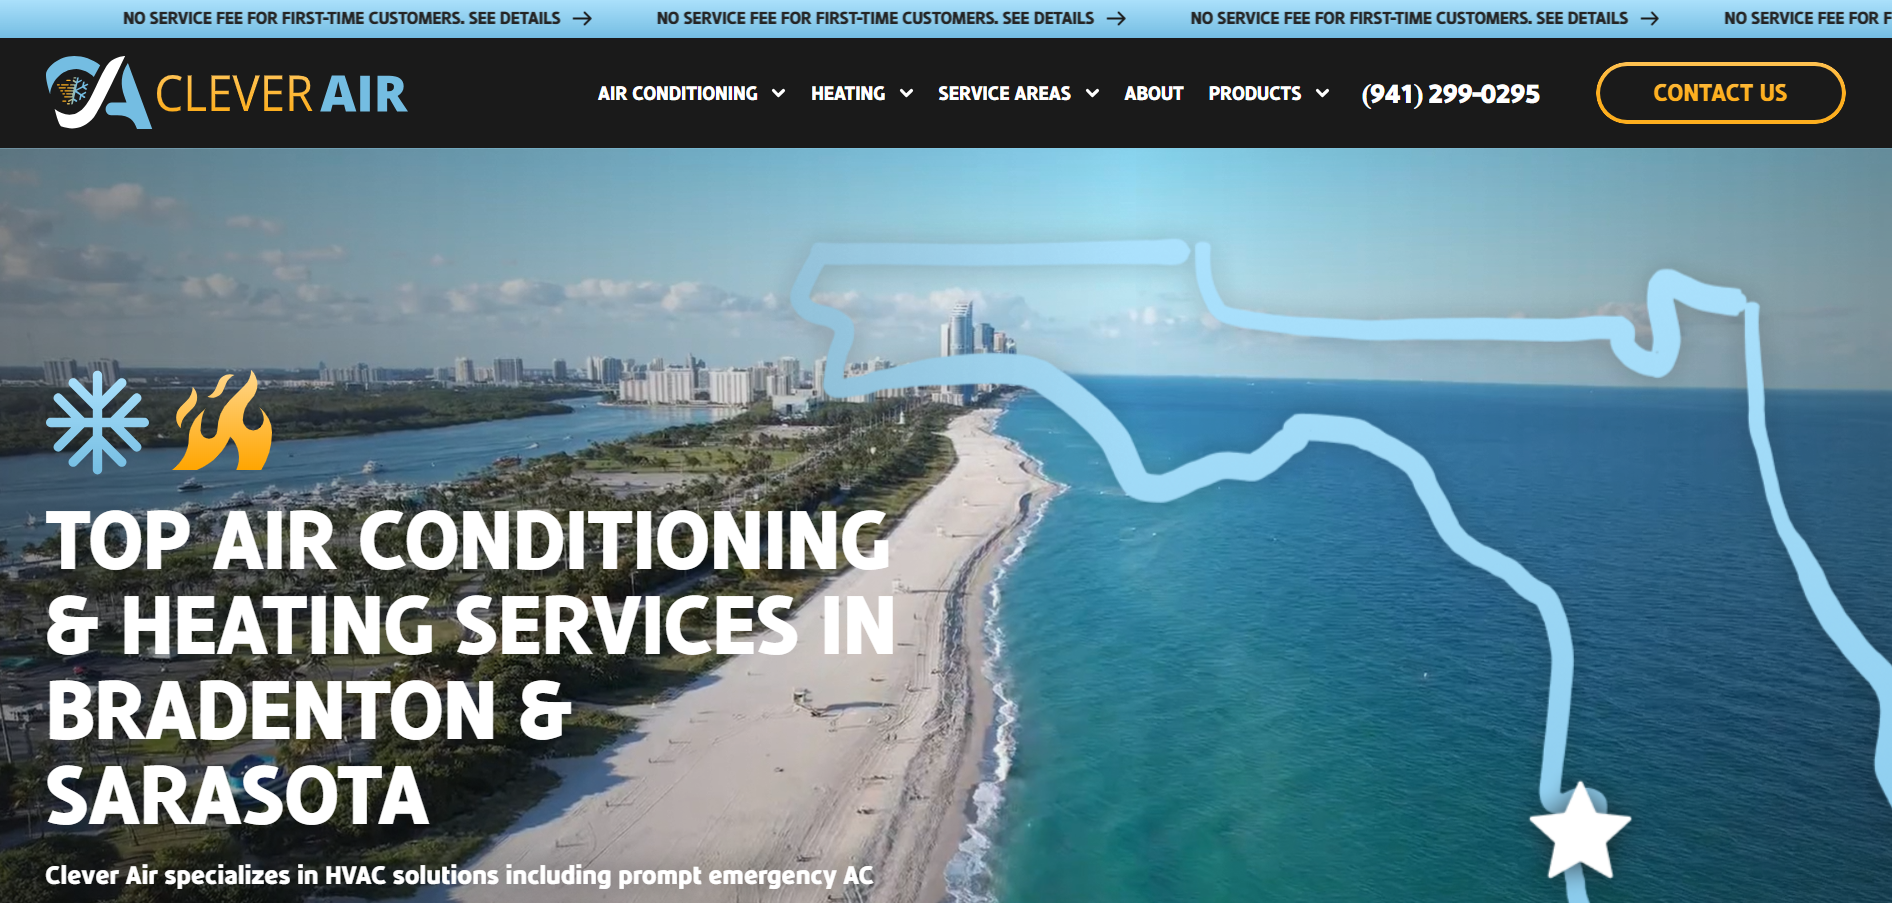 NO SERVICE FEE FOR FIRST-TIME CUSTOMERS. SEE DETAILS → NO SERVICE FEE FOR FIRST-TIME CUSTOMERS. SEE DETAILS → NO SERVICE FEE FOR FIRST-TIME CUSTOMERS. SEE DETAILS → NO SERVICE FEE FOR F
CA CLEVER AIR AIR CONDITIONING HEATING SERVICE AREAS ABOUT PRODUCTS (941) 299-0295 CONTACT US
TOP AIR CONDITIONING
& HEATING SERVICES IN
BRADENTON &
SARASOTA
Clever Air specializes in HVAC solutions including prompt emergency AC